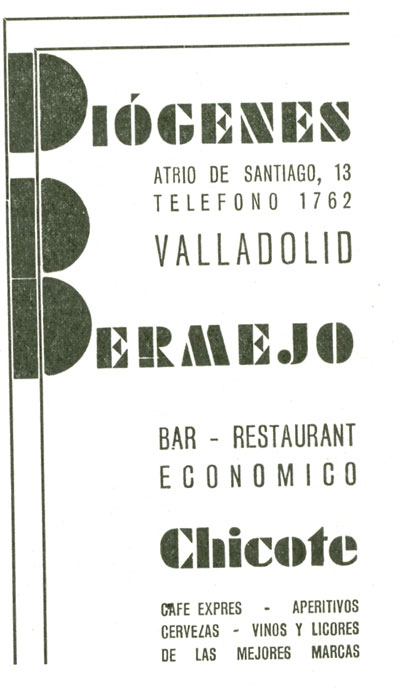 DIÓGENES
ATRIO DE SANTIAGO, 13
TELEFONO 1762
VALLADOLID
BERMEJO
BAR - RESTAURANT
ECONOMICO
Chicote
CAFE EXPRES - APERITIVOS
CERVEZAS - VINOS Y LICORES
DE LAS MEJORES MARCAS